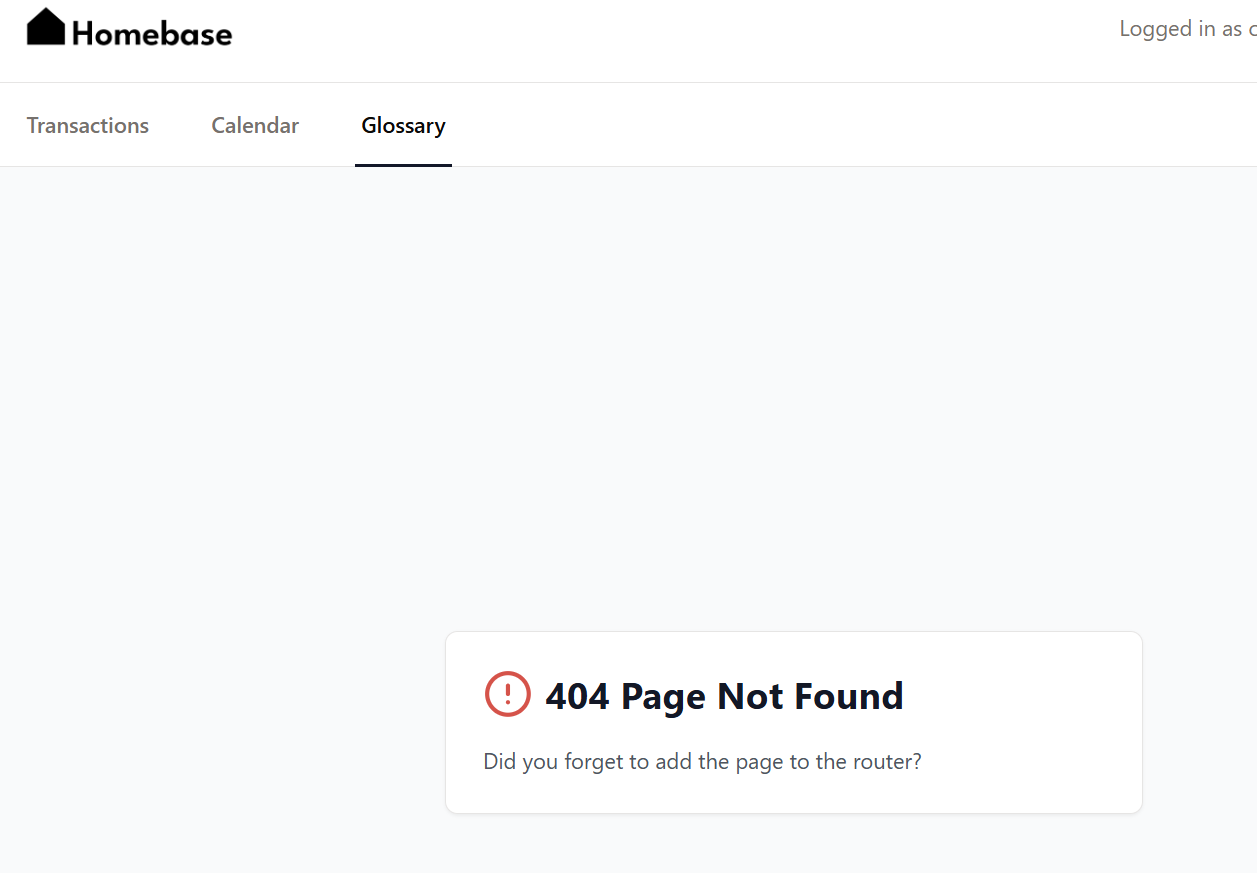 Homebase
Logged in as
Transactions
Calendar
Glossary
404 Page Not Found
Did you forget to add the page to the router?